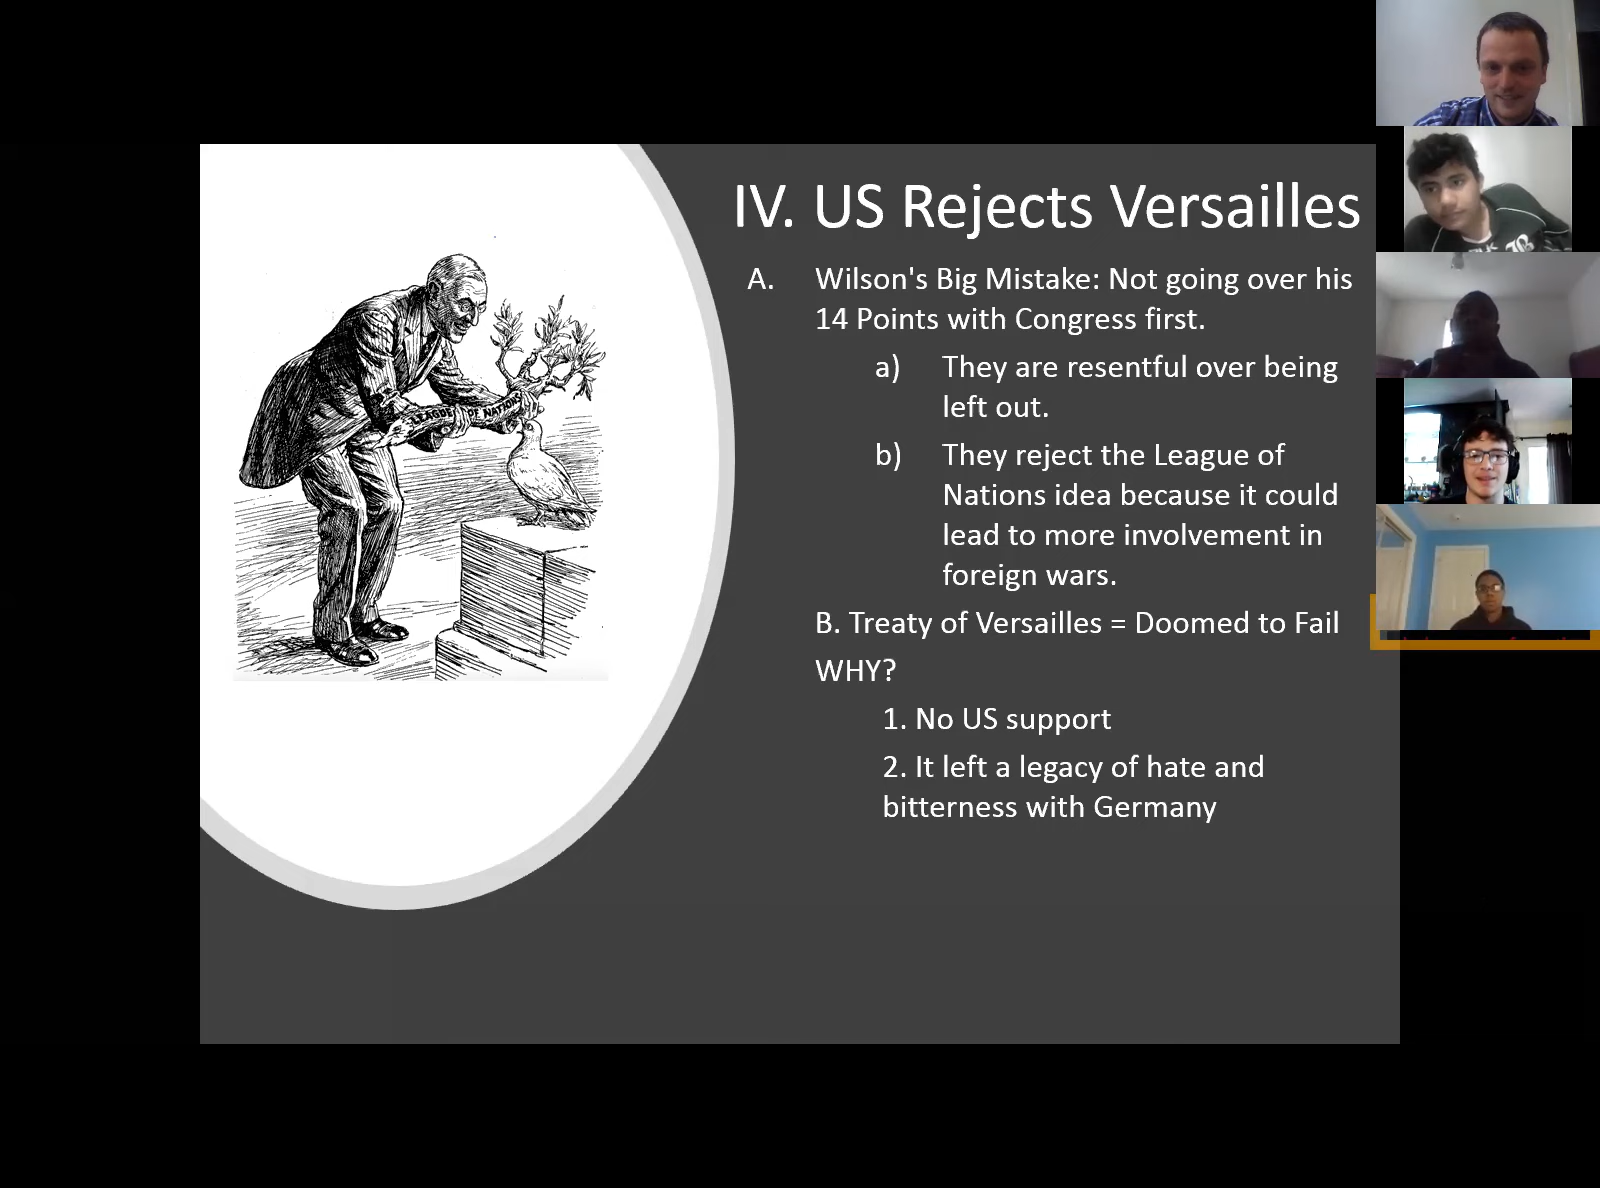 IV. US Rejects Versailles
A. Wilson's Big Mistake: Not going over his
14 Points with Congress first.
a) They are resentful over being
left out.
b) They reject the League of
Nations idea because it could
lead to more involvement in
foreign wars.
B. Treaty of Versailles = Doomed to Fail
WHY?
1. No US support
2. It left a legacy of hate and
bitterness with Germany
LEAGUE OF NATIONS